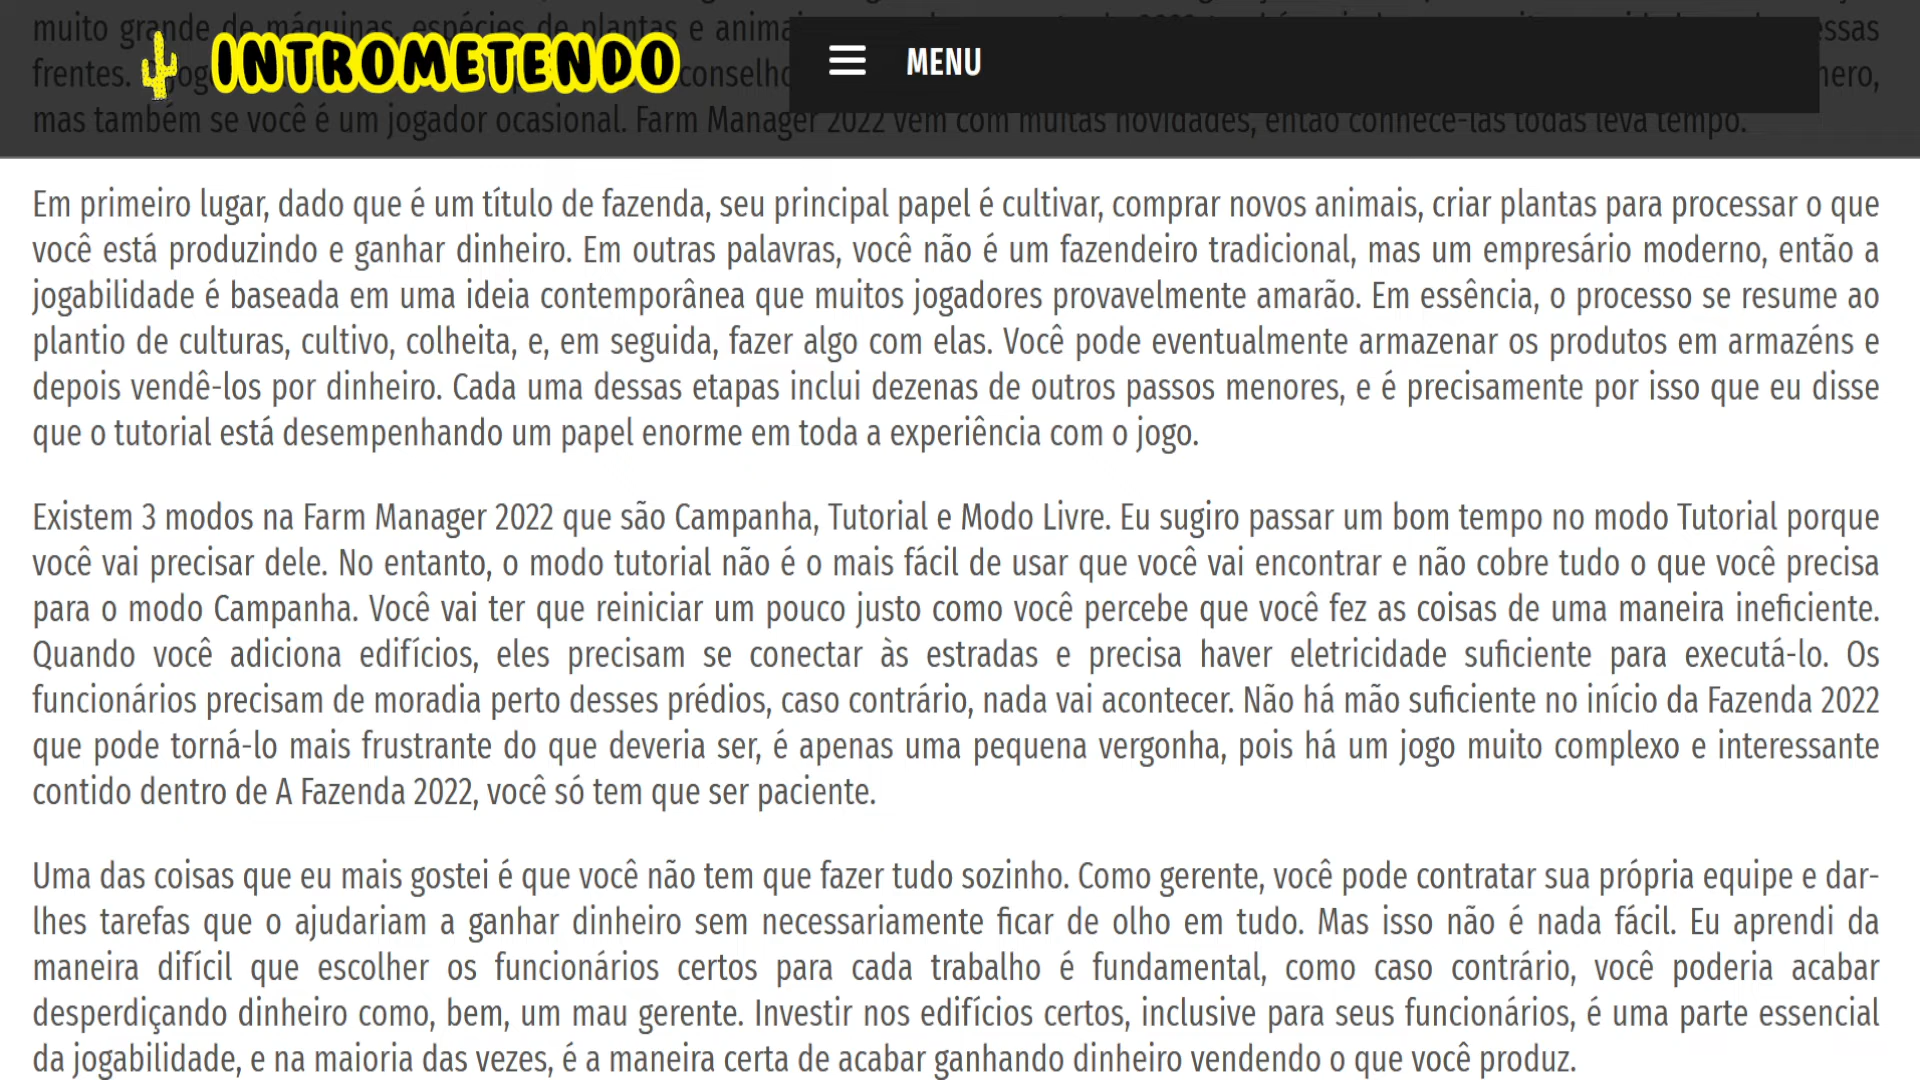 muito grande de máquinas, espécies de plantas e anima
essas
INTROMETENDO
MENU
frentes.
conselho
nero,
mas também se você é um jogador ocasional. Farm Manager 2022 vem com muitas novidades, então conhecê-las todas leva tempo.
Em primeiro lugar, dado que é um título de fazenda, seu principal papel é cultivar, comprar novos animais, criar plantas para processar o que
você está produzindo e ganhar dinheiro. Em outras palavras, você não é um fazendeiro tradicional, mas um empresário moderno, então a
jogabilidade é baseada em uma ideia contemporânea que muitos jogadores provavelmente amarão. Em essência, o processo se resume ao
plantio de culturas, cultivo, colheita, e, em seguida, fazer algo com elas. Você pode eventualmente armazenar os produtos em armazéns e
depois vendê-los por dinheiro. Cada uma dessas etapas inclui dezenas de outros passos menores, e é precisamente por isso que eu disse
que o tutorial está desempenhando um papel enorme em toda a experiência com o jogo.
Existem 3 modos na Farm Manager 2022 que são Campanha, Tutorial e Modo Livre. Eu sugiro passar um bom tempo no modo Tutorial porque
você vai precisar dele. No entanto, o modo tutorial não é o mais fácil de usar que você vai encontrar e não cobre tudo o que você precisa
para o modo Campanha. Você vai ter que reiniciar um pouco justo como você percebe que você fez as coisas de uma maneira ineficiente.
Quando você adiciona edifícios, eles precisam se conectar às estradas e precisa haver eletricidade suficiente para executá-lo. Os
funcionários precisam de moradia perto desses prédios, caso contrário, nada vai acontecer. Não há mão suficiente no início da Fazenda 2022
que pode torná-lo mais frustrante do que deveria ser, é apenas uma pequena vergonha, pois há um jogo muito complexo e interessante
contido dentro de A Fazenda 2022, você só tem que ser paciente.
Uma das coisas que eu mais gostei é que você não tem que fazer tudo sozinho. Como gerente, você pode contratar sua própria equipe e dar-
lhes tarefas que o ajudariam a ganhar dinheiro sem necessariamente ficar de olho em tudo. Mas isso não é nada fácil. Eu aprendi da
maneira difícil que escolher os funcionários certos para cada trabalho é fundamental, como caso contrário, você poderia acabar
desperdiçando dinheiro como, bem, um mau gerente. Investir nos edifícios certos, inclusive para seus funcionários, é uma parte essencial
da jogabilidade, e na maioria das vezes, é a maneira certa de acabar ganhando dinheiro vendendo o que você produz.